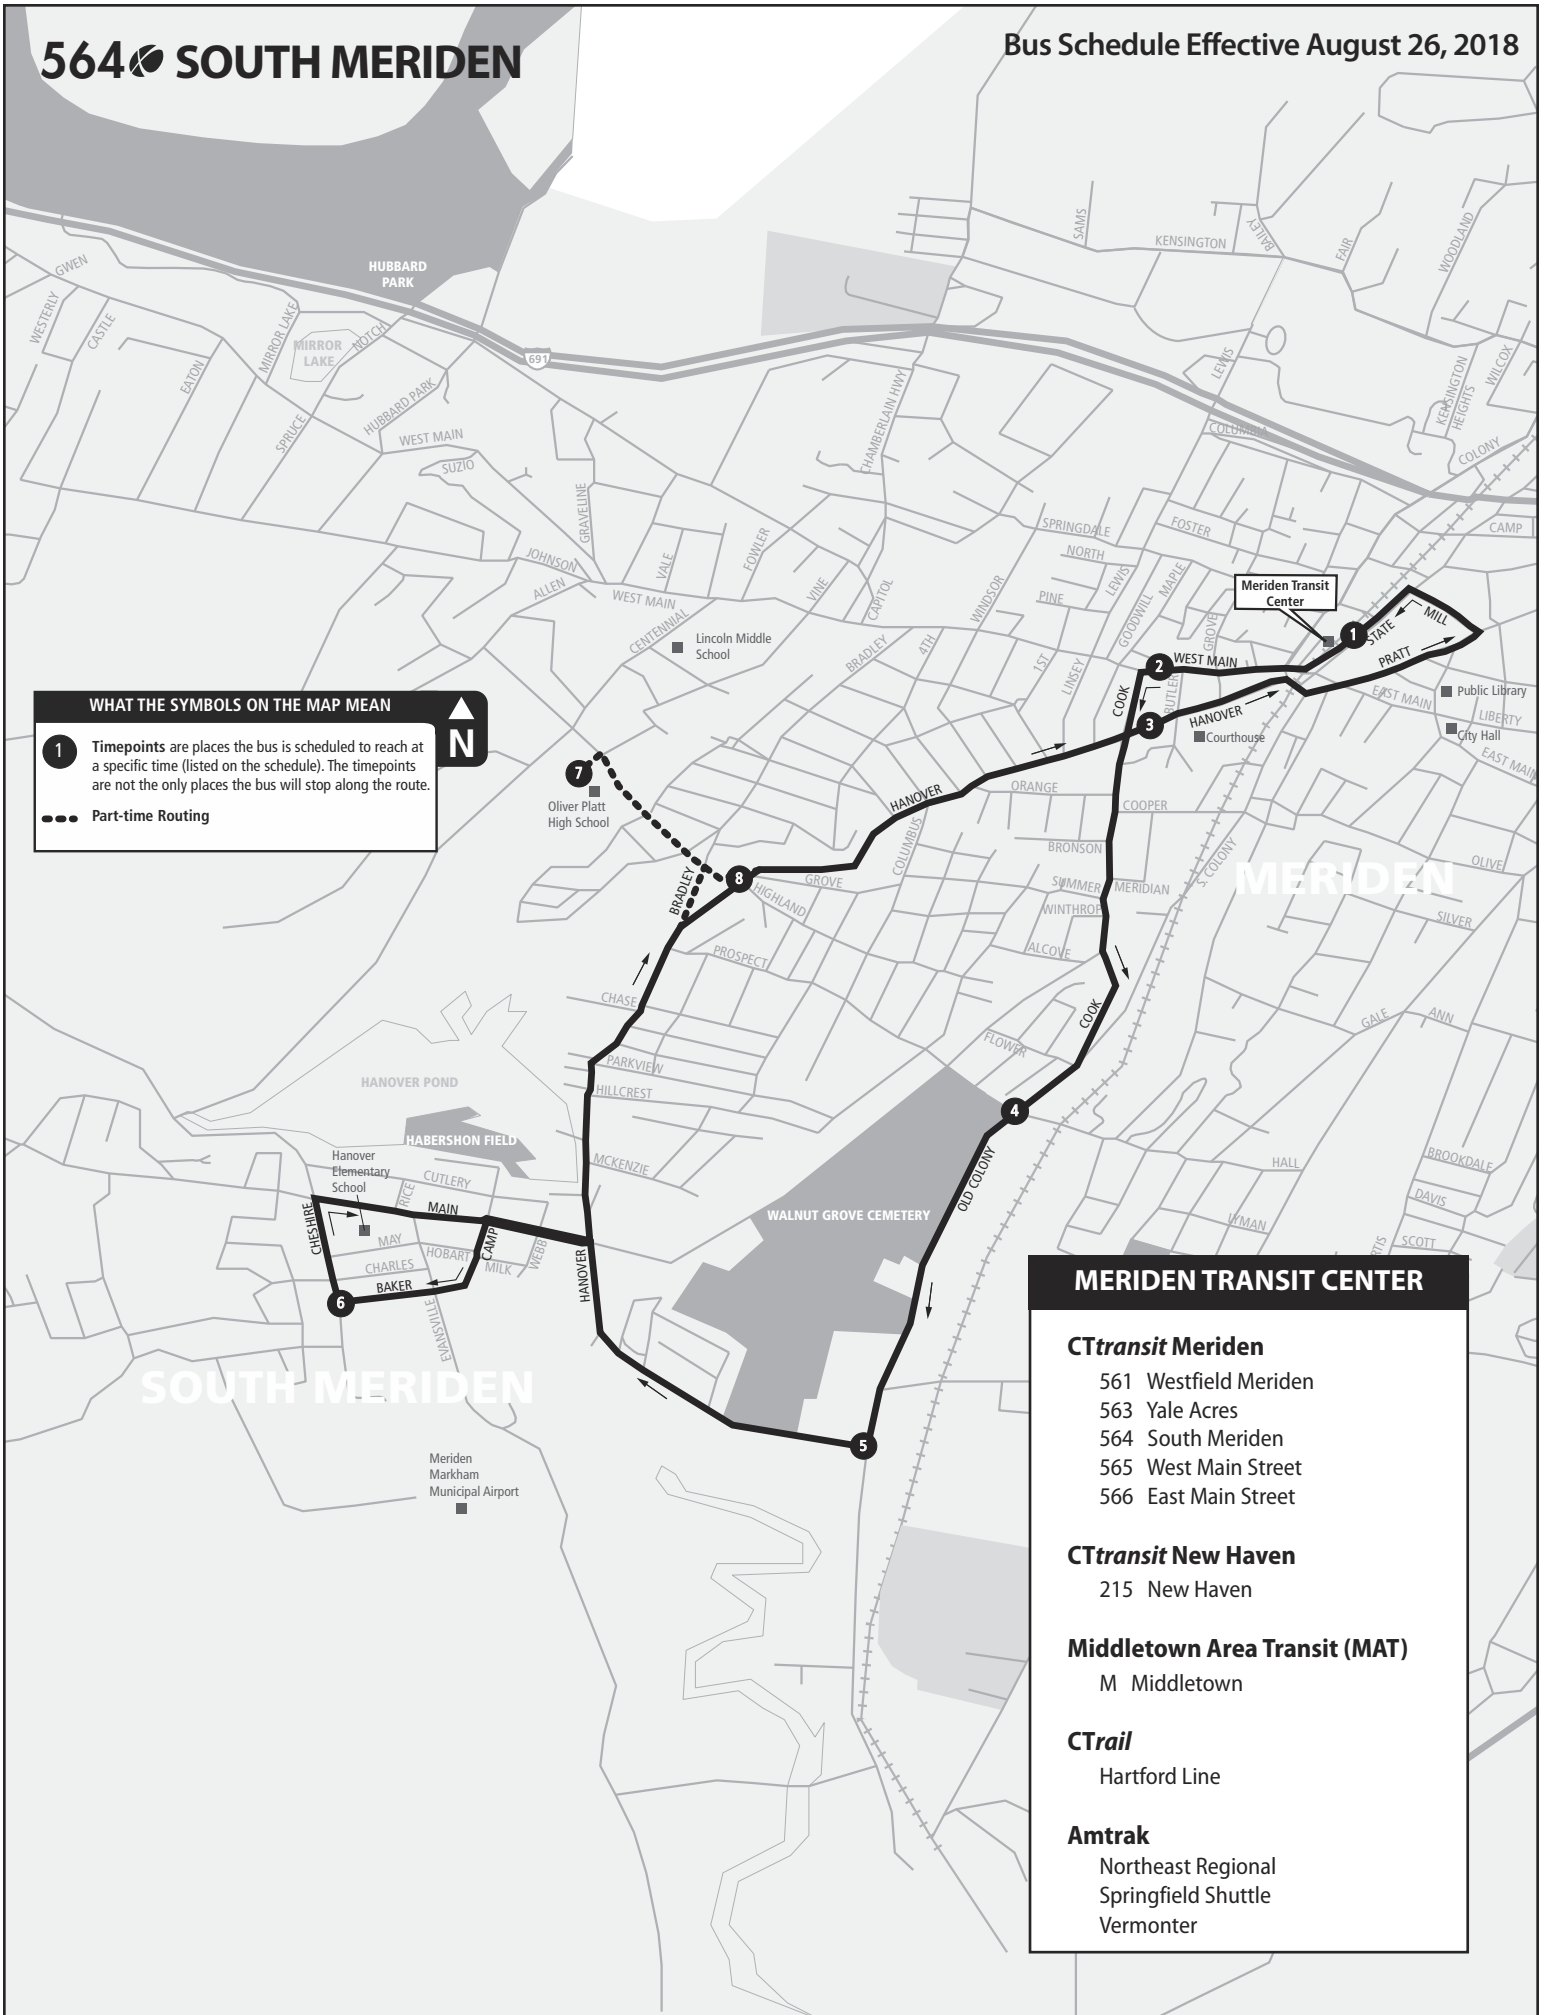 564 SOUTH MERIDEN
Bus Schedule Effective August 26, 2018
HUBBARD
PARK
GWEN
WESTERLY
CASTLE
EATON
MIRROR LAKE
MIRROR
LAKE
NOTCH
SPRUCE
HUBBARD PARK
WEST MAIN
SUZIO
691
GRAVELINE
JOHNSON
ALLEN
WEST MAIN
VALE
FOWLER
CENTENNIAL
VINE
CAPITOL
CHAMBERLAIN HWY
BRADLEY
4TH
WINDSOR
SAMS
KENSINGTON
BAILEY
FAIR
WOODLAND
LEWIS
COLUMBIA
KENSINGTON
HEIGHTS
WILCOX
COLONY
CAMP
SPRINGDALE
FOSTER
NORTH
PINE
LEWIS
MAPLE
GOODWILL
GROVE
1ST
LINSEY
Meriden Transit
Center
1
STATE
MILL
PRATT
2
WEST MAIN
COOK
BUTLER
3
HANOVER
Courthouse
EAST MAIN
Public Library
LIBERTY
City Hall
EAST MAIN
Lincoln Middle
School
WHAT THE SYMBOLS ON THE MAP MEAN
N
1
Timepoints are places the bus is scheduled to reach at
a specific time (listed on the schedule). The timepoints
are not the only places the bus will stop along the route.
Part-time Routing
7
Oliver Platt
High School
HANOVER
ORANGE
COOPER
COLUMBUS
BRONSON
S. COLONY
MERIDEN
OLIVE
8
BRADLEY
GROVE
HIGHLAND
SUMMER
MERIDIAN
WINTHROP
SILVER
PROSPECT
ALCOVE
CHASE
COOK
FLOWER
GALE
ANN
PARKVIEW
HILLCREST
HANOVER POND
4
HABERSHON FIELD
Hanover
Elementary
School
CUTLERY
RICE
MCKENZIE
OLD COLONY
HALL
BROOKDALE
DAVIS
LYMAN
SCOTT
CHESHIRE
MAIN
MAY
HOBART
CAMP
WEBB
CHARLES
MILK
BAKER
HANOVER
6
EVANSVILLE
WALNUT GROVE CEMETERY
SOUTH MERIDEN
5
Meriden
Markham
Municipal Airport
MERIDEN TRANSIT CENTER
CTtransit Meriden
561 Westfield Meriden
563 Yale Acres
564 South Meriden
565 West Main Street
566 East Main Street
CTtransit New Haven
215 New Haven
Middletown Area Transit (MAT)
M Middletown
CTrail
Hartford Line
Amtrak
Northeast Regional
Springfield Shuttle
Vermonter